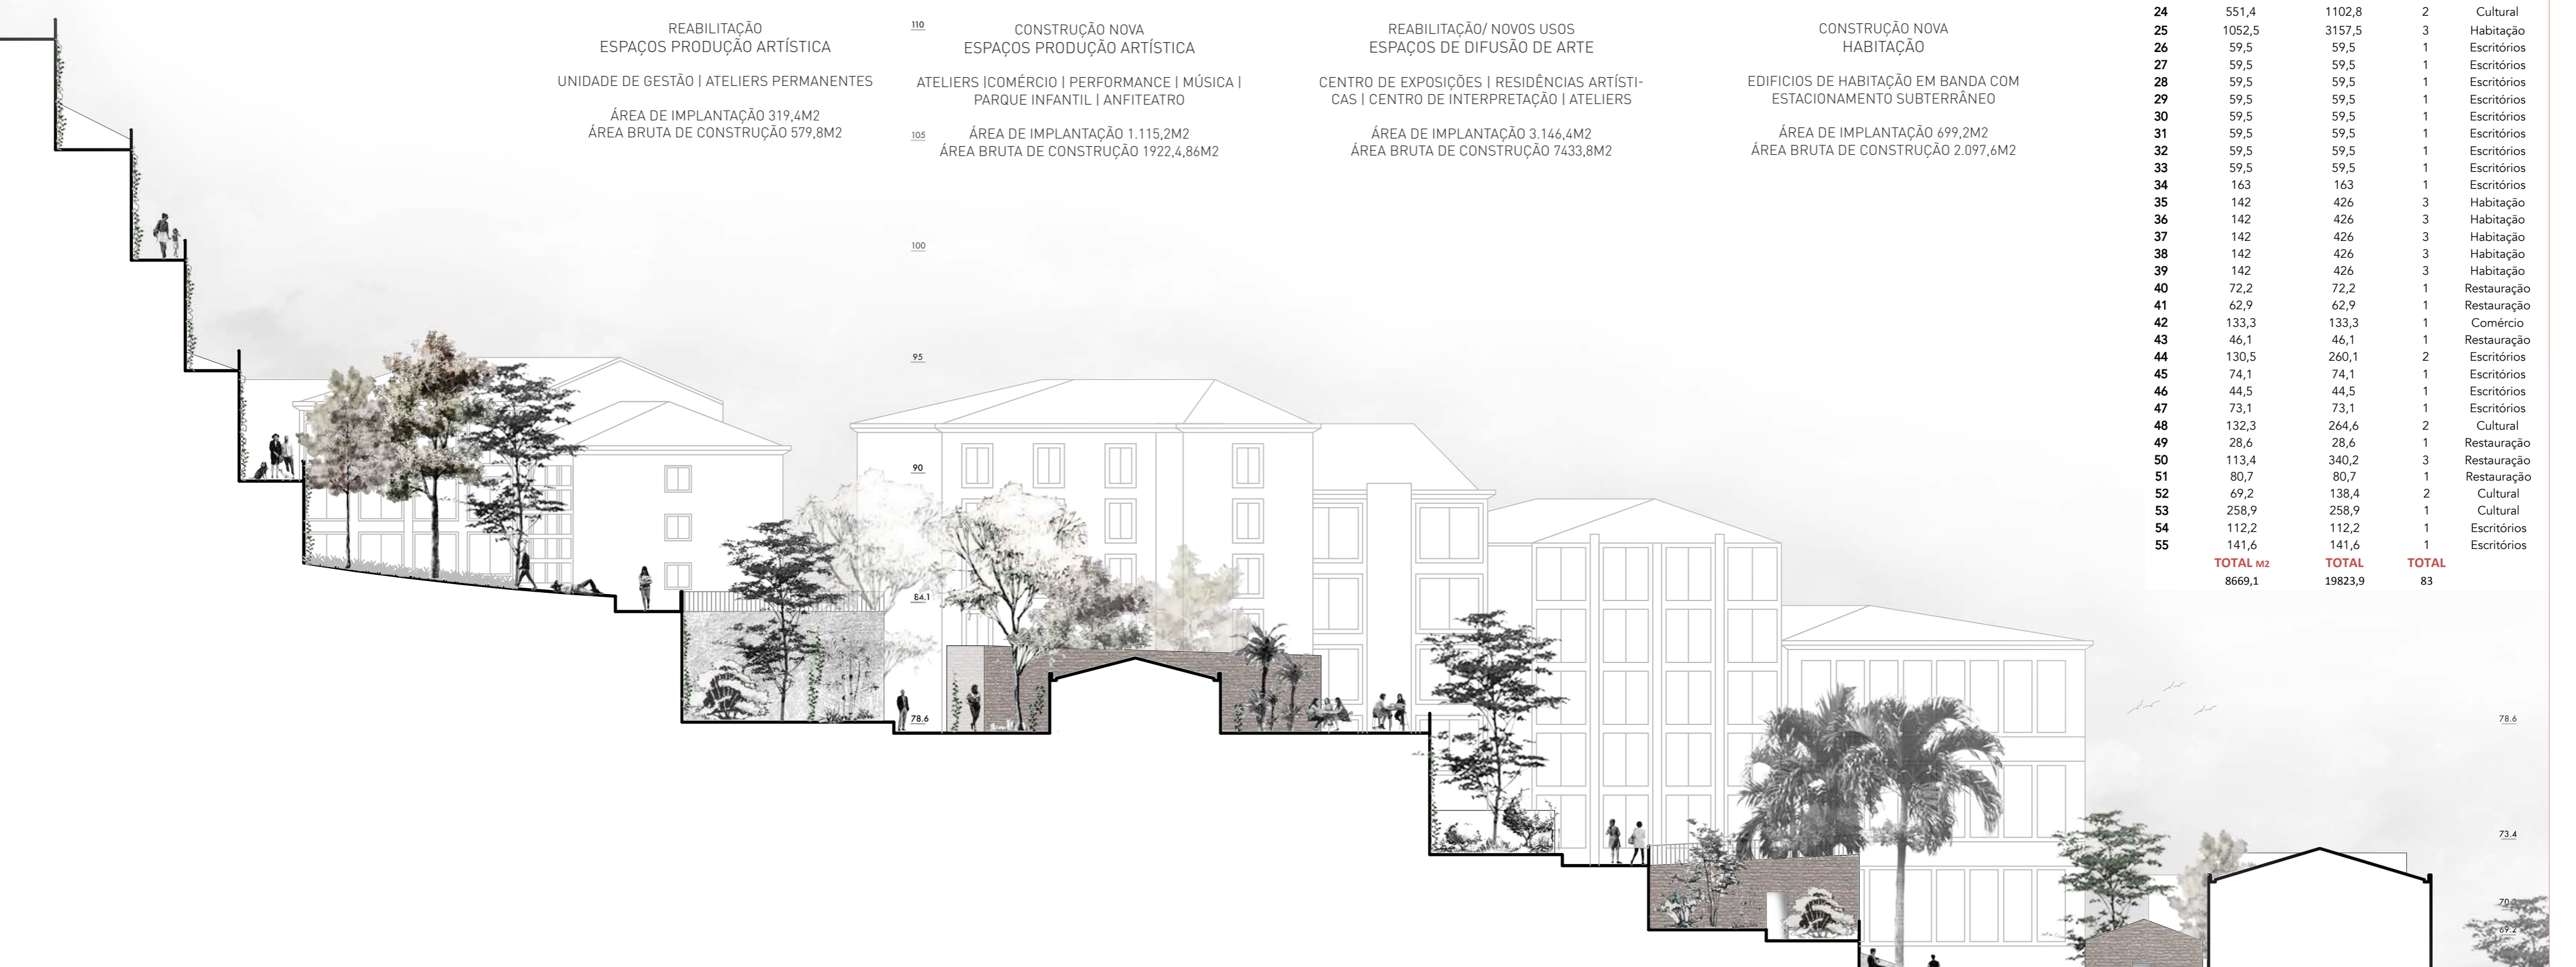 REABILITAÇÃO
ESPAÇOS PRODUÇÃO ARTÍSTICA
UNIDADE DE GESTÃO | ATELIERS PERMANENTES
ÁREA DE IMPLANTAÇÃO 319,4M2
ÁREA BRUTA DE CONSTRUÇÃO 579,8M2
CONSTRUÇÃO NOVA
ESPAÇOS PRODUÇÃO ARTÍSTICA
ATELIERS |COMÉRCIO | PERFORMANCE | MÚSICA |
PARQUE INFANTIL | ANFITEATRO
ÁREA DE IMPLANTAÇÃO 1.115,2M2
ÁREA BRUTA DE CONSTRUÇÃO 1922,4,86M2
REABILITAÇÃO/ NOVOS USOS
ESPAÇOS DE DIFUSÃO DE ARTE
CENTRO DE EXPOSIÇÕES | RESIDÊNCIAS ARTÍSTI-
CAS | CENTRO DE INTERPRETAÇÃO | ATELIERS
ÁREA DE IMPLANTAÇÃO 3.146,4M2
ÁREA BRUTA DE CONSTRUÇÃO 7433,8M2
CONSTRUÇÃO NOVA
HABITAÇÃO
EDIFICIOS DE HABITAÇÃO EM BANDA COM
ESTACIONAMENTO SUBTERRÂNEO
ÁREA DE IMPLANTAÇÃO 699,2M2
ÁREA BRUTA DE CONSTRUÇÃO 2.097,6M2
110
105
100
95
90
84.1
78.6
24 551,4 1102,8 2 Cultural
25 1052,5 3157,5 3 Habitação
26 59,5 59,5 1 Escritórios
27 59,5 59,5 1 Escritórios
28 59,5 59,5 1 Escritórios
29 59,5 59,5 1 Escritórios
30 59,5 59,5 1 Escritórios
31 59,5 59,5 1 Escritórios
32 59,5 59,5 1 Escritórios
33 59,5 59,5 1 Escritórios
34 163 163 1 Escritórios
35 142 426 3 Habitação
36 142 426 3 Habitação
37 142 426 3 Habitação
38 142 426 3 Habitação
39 142 426 3 Habitação
40 72,2 72,2 1 Restauração
41 62,9 62,9 1 Restauração
42 133,3 133,3 1 Comércio
43 46,1 46,1 1 Restauração
44 130,5 260,1 2 Escritórios
45 74,1 74,1 1 Escritórios
46 44,5 44,5 1 Escritórios
47 73,1 73,1 1 Escritórios
48 132,3 264,6 2 Cultural
49 28,6 28,6 1 Restauração
50 113,4 340,2 3 Restauração
51 80,7 80,7 1 Restauração
52 69,2 138,4 2 Cultural
53 258,9 258,9 1 Cultural
54 112,2 112,2 1 Escritórios
55 141,6 141,6 1 Escritórios
TOTAL M2 TOTAL TOTAL
8669,1 19823,9 83
78.6
73.4
69.2